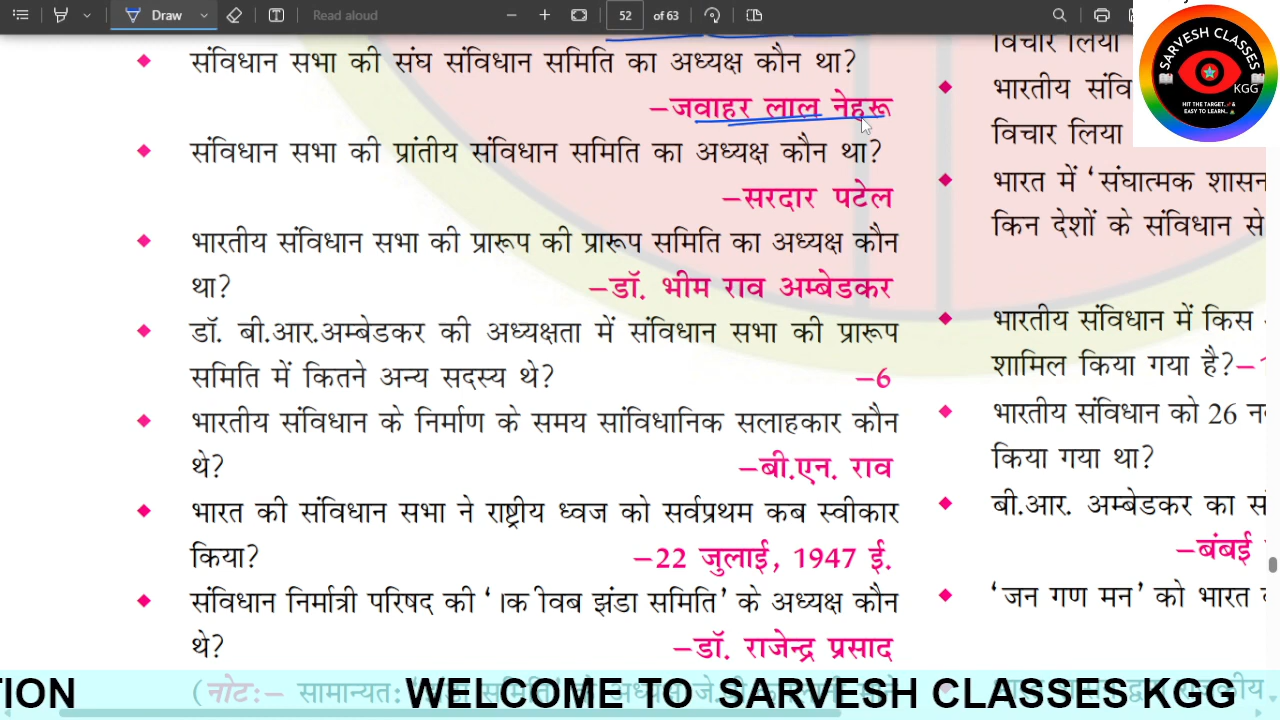 Draw
Read aloud
52 of 63
संविधान सभा की संघ संविधान समिति का अध्यक्ष कौन था?
–जवाहर लाल नेहरू
संविधान सभा की प्रांतीय संविधान समिति का अध्यक्ष कौन था?
–सरदार पटेल
भारतीय संविधान सभा की प्रारूप की प्रारूप समिति का अध्यक्ष कौन
था? –डॉ. भीम राव अम्बेडकर
डॉ. बी.आर.अम्बेडकर की अध्यक्षता में संविधान सभा की प्रारूप
समिति में कितने अन्य सदस्य थे? –6
भारतीय संविधान के निर्माण के समय सांविधानिक सलाहकार कौन
थे? –बी.एन. राव
भारत की संविधान सभा ने राष्ट्रीय ध्वज को सर्वप्रथम कब स्वीकार
किया? –22 जुलाई, 1947 ई.
संविधान निर्मात्री परिषद की ' झंडा समिति' के अध्यक्ष कौन
थे? –डॉ. राजेन्द्र प्रसाद
(नोट:– सामान्यत: समिति अध्यक्ष
विचार लिया
भारतीय संवि
विचार लिया
भारत में 'संघात्मक शासन
किन देशों के संविधान से
भारतीय संविधान में किस
शामिल किया गया है?–
भारतीय संविधान को 26 न
किया गया था?
बी.आर. अम्बेडकर का सं
–बंबई
'जन गण मन' को भारत
SARVESH CLASSES
KGG
HIT THE TARGET
EASY TO LEARN..
TION WELCOME TO SARVESH CLASSES KGG